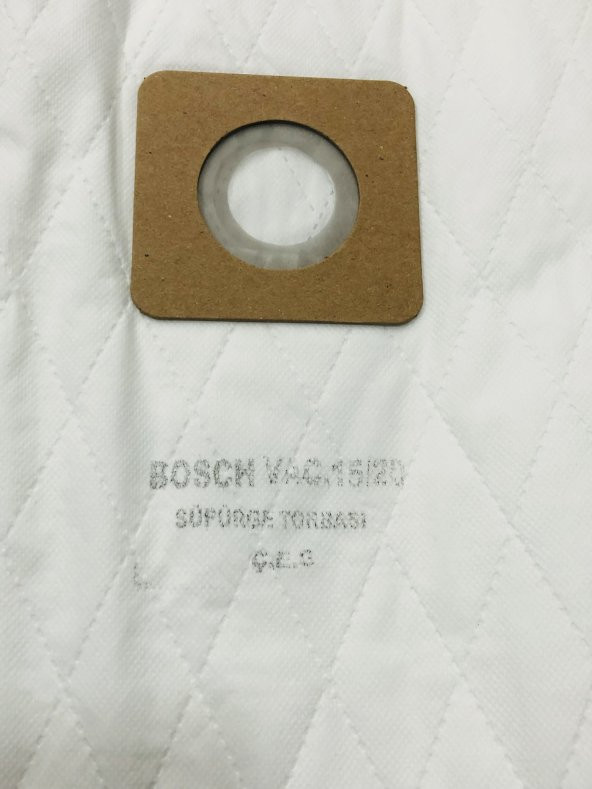 BOSCH VAC.15/20
SÜPÜRGE TORBASI
Ç.E.G